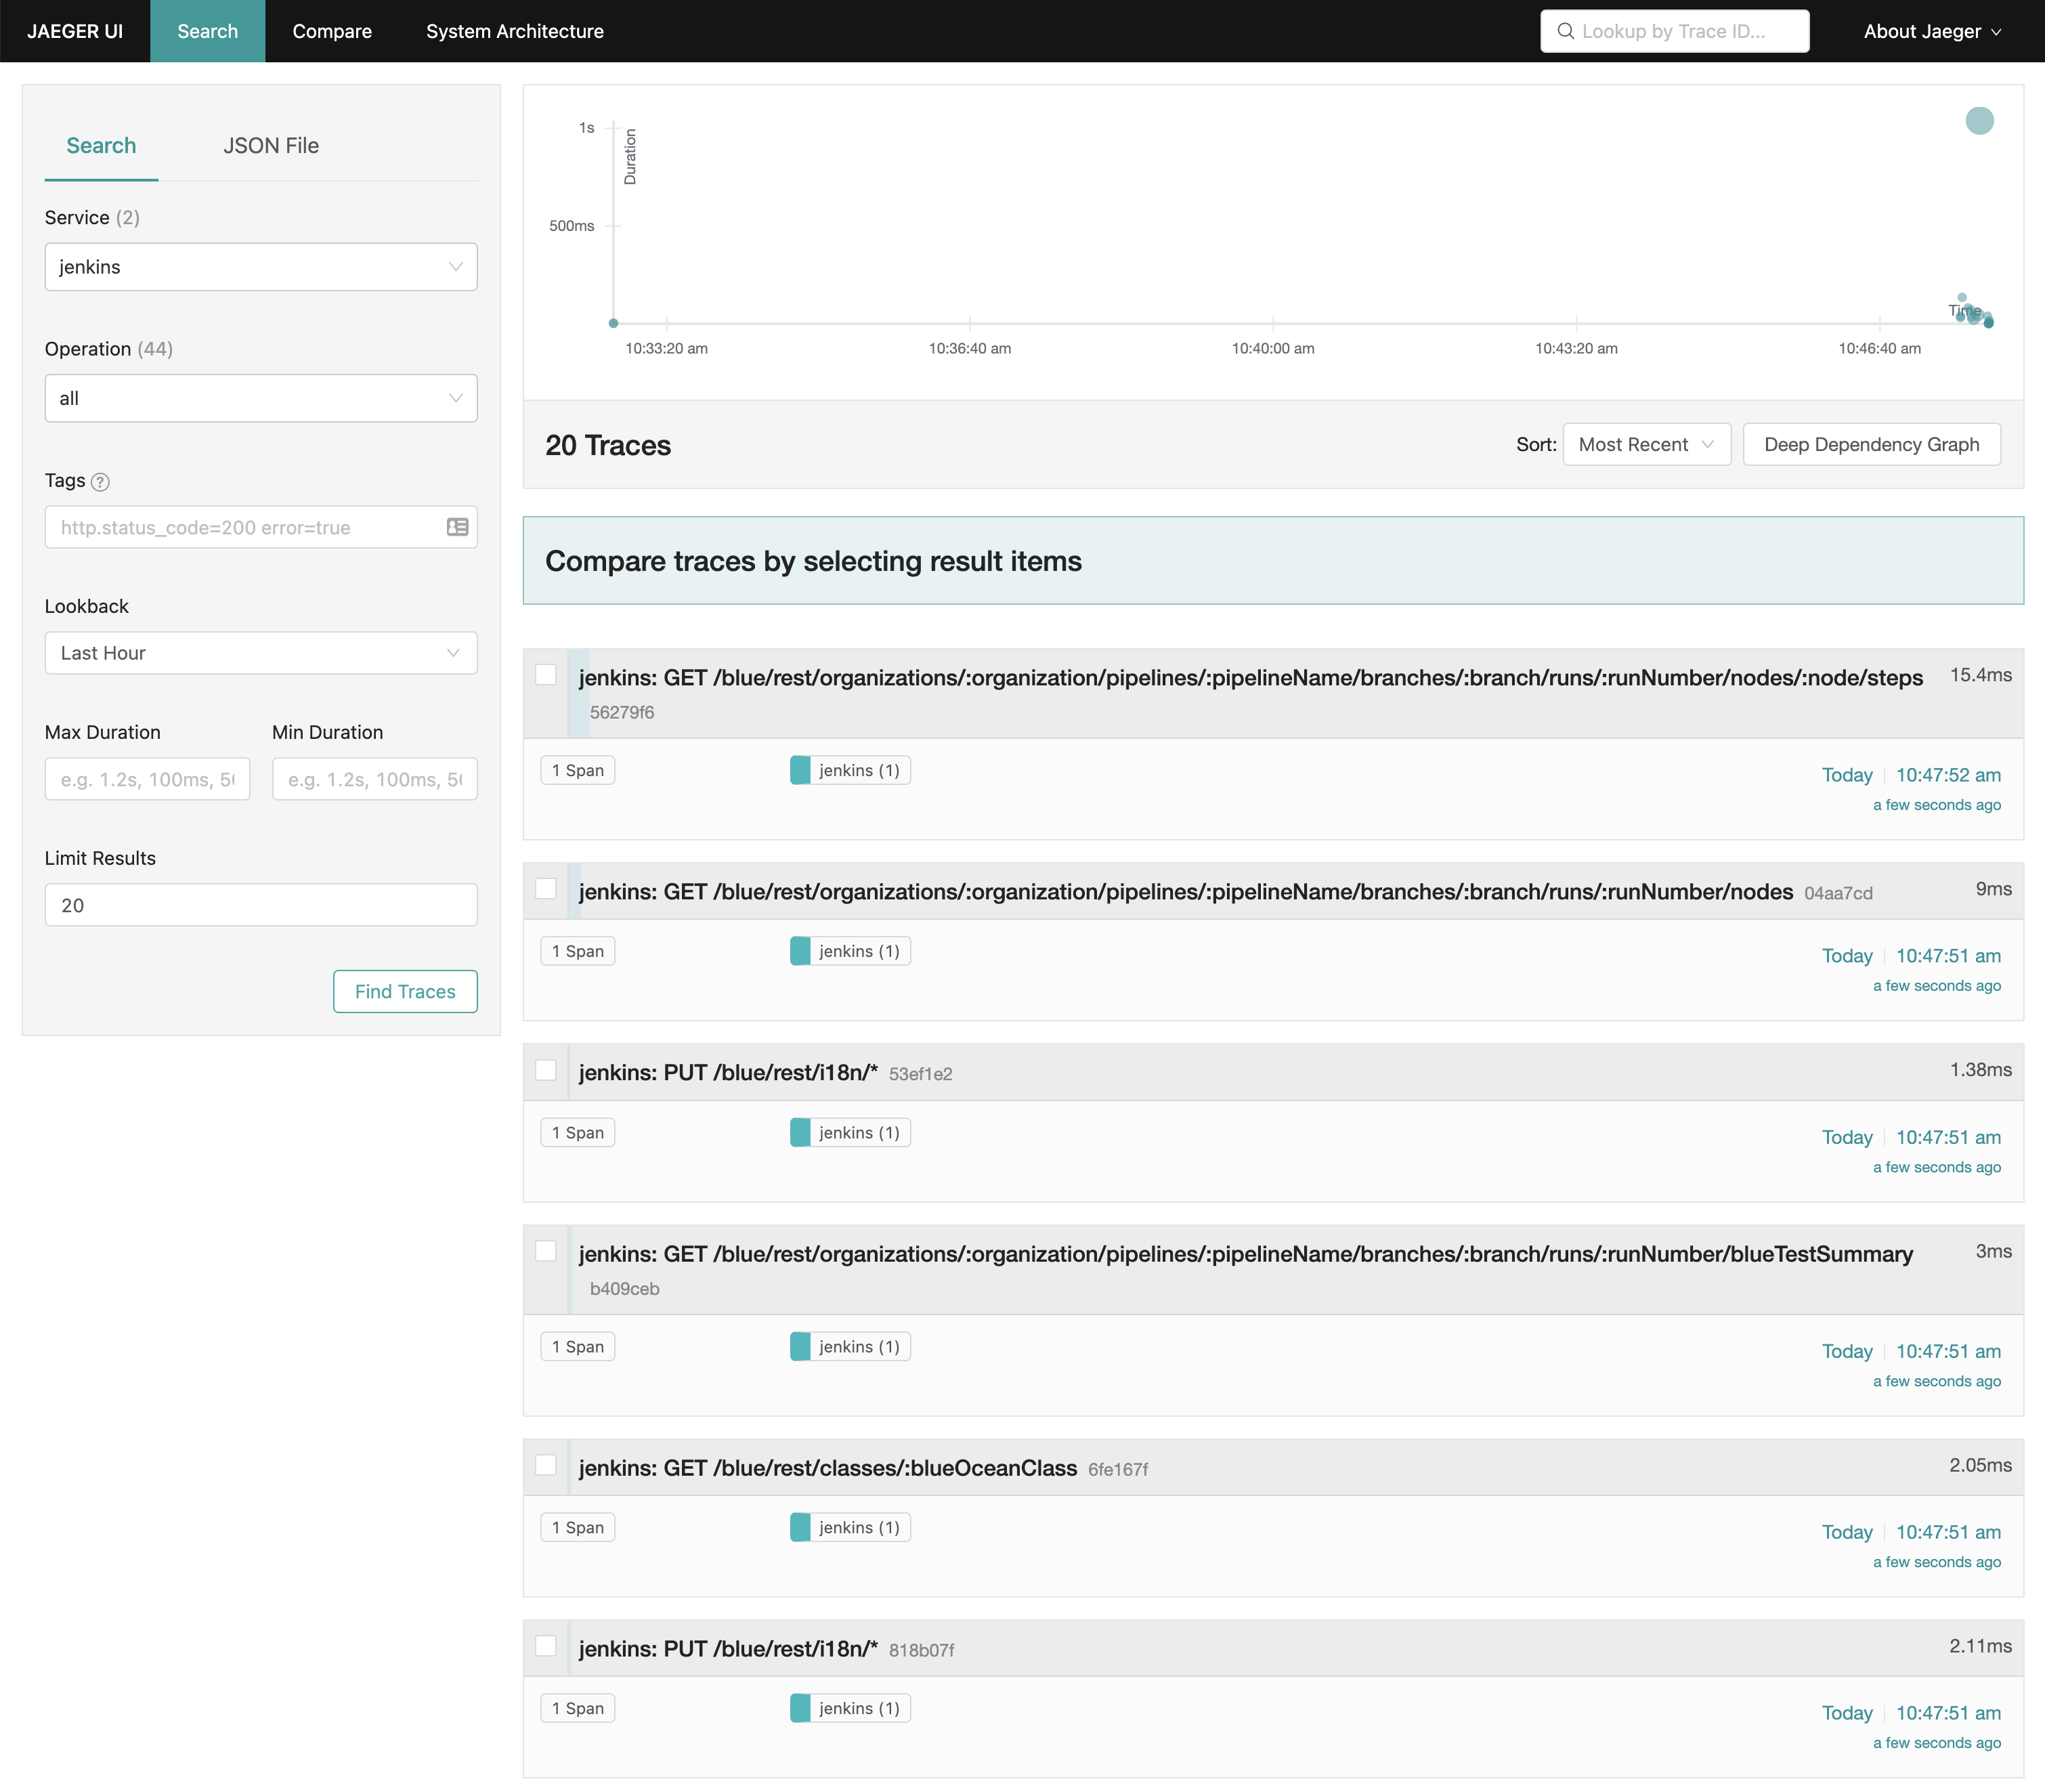 JAEGER UI Search Compare System Architecture Lookup by Trace ID... About Jaeger
Search JSON File
Service (2)
jenkins
Operation (44)
all
Tags ?
http.status_code=200 error=true
Lookback
Last Hour
Max Duration Min Duration
e.g. 1.2s, 100ms, e.g. 1.2s, 100ms,
Limit Results
20
Find Traces
1s
Duration
500ms
Time
10:33:20 am 10:36:40 am 10:40:00 am 10:43:20 am 10:46:40 am
20 Traces Sort: Most Recent Deep Dependency Graph
Compare traces by selecting result items
jenkins: GET /blue/rest/organizations/:organization/pipelines/:pipelineName/branches/:branch/runs/:runNumber/nodes/:node/steps 15.4ms
56279f6
1 Span jenkins (1) Today 10:47:52 am
a few seconds ago
jenkins: GET /blue/rest/organizations/:organization/pipelines/:pipelineName/branches/:branch/runs/:runNumber/nodes 04aa7cd 9ms
1 Span jenkins (1) Today 10:47:51 am
a few seconds ago
jenkins: PUT /blue/rest/i18n/* 53ef1e2 1.38ms
1 Span jenkins (1) Today 10:47:51 am
a few seconds ago
jenkins: GET /blue/rest/organizations/:organization/pipelines/:pipelineName/branches/:branch/runs/:runNumber/blueTestSummary 3ms
b409ceb
1 Span jenkins (1) Today 10:47:51 am
a few seconds ago
jenkins: GET /blue/rest/classes/:blueOceanClass 6fe167f 2.05ms
1 Span jenkins (1) Today 10:47:51 am
a few seconds ago
jenkins: PUT /blue/rest/i18n/* 818b07f 2.11ms
1 Span jenkins (1) Today 10:47:51 am
a few seconds ago